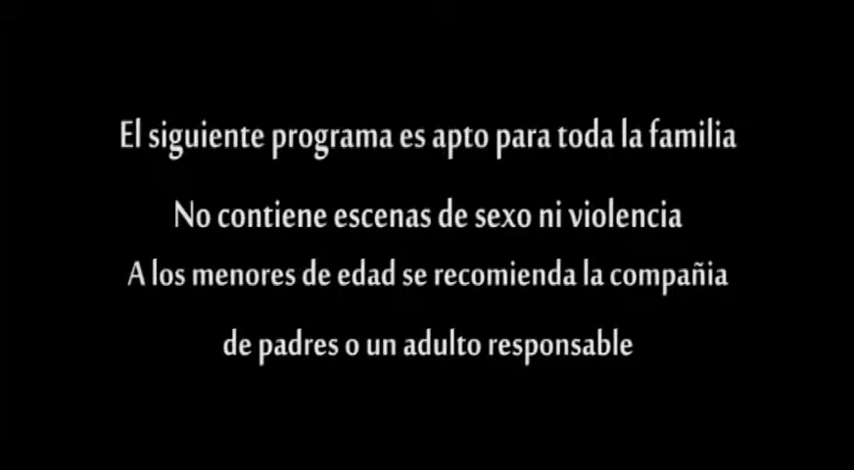 El siguiente programa es apto para toda la familia
No contiene escenas de sexo ni violencia
A los menores de edad se recomienda la compañia
de padres o un adulto responsable